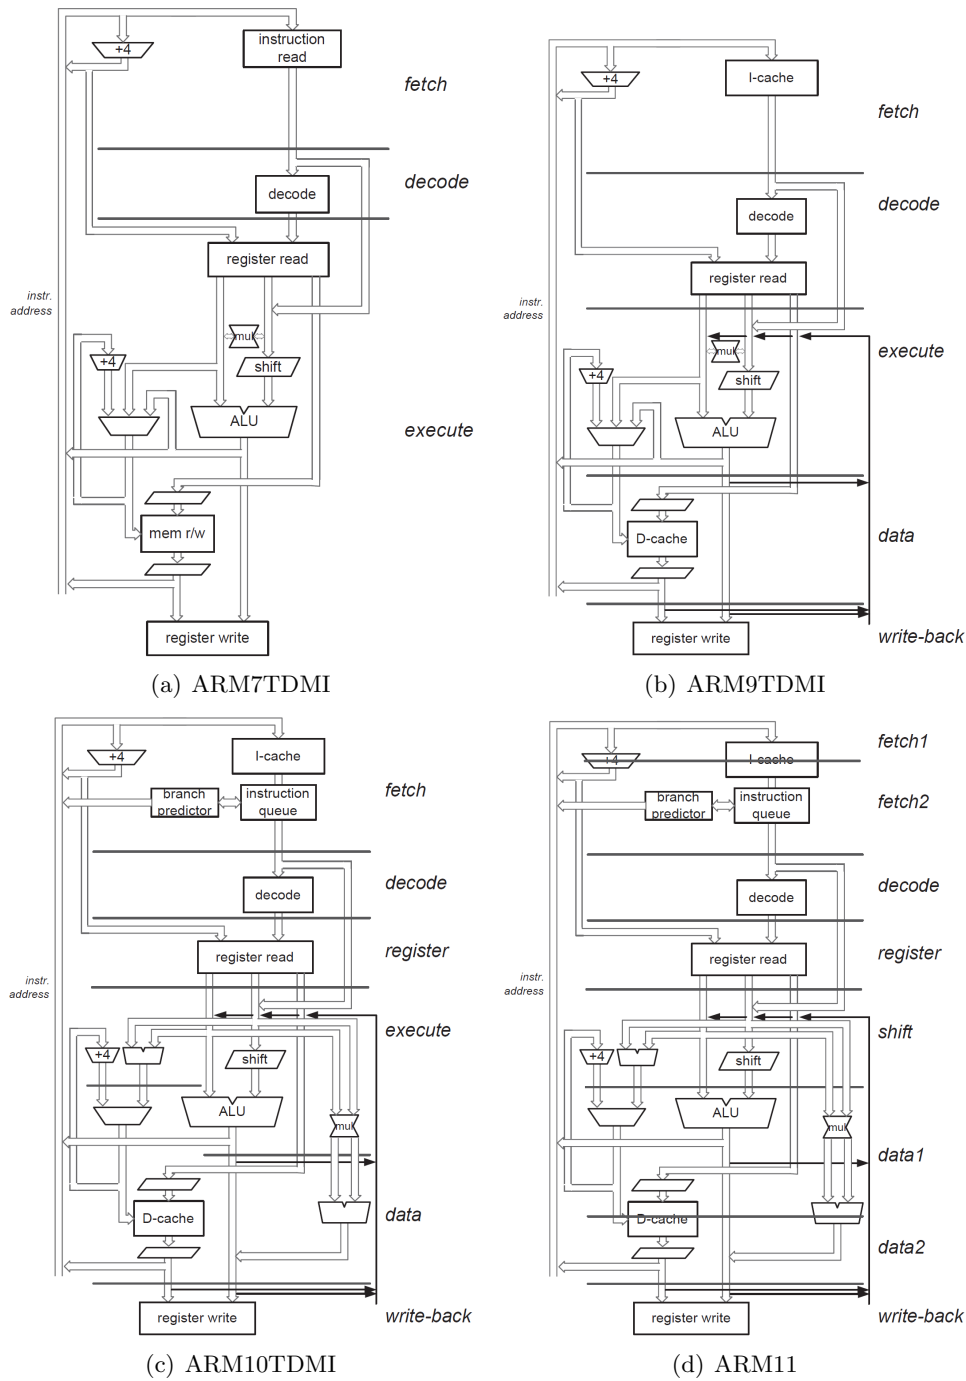 +4
instruction
read
fetch
decode
decode
register read
instr.
address
+4
mul
shift
ALU
execute
mem r/w
register write
(a) ARM7TDMI
+4
I-cache
fetch
decode
decode
register read
instr.
address
execute
+4
mul
shift
ALU
D-cache
data
register write
write-back
(b) ARM9TDMI
+4
I-cache
fetch
branch
predictor
instruction
queue
decode
decode
register read
register
instr.
address
execute
+4
shift
ALU
mul
D-cache
data
register write
write-back
(c) ARM10TDMI
fetch1
+4
I-cache
fetch2
branch
predictor
instruction
queue
decode
decode
register read
register
instr.
address
shift
+4
shift
ALU
mul
data1
D-cache
data2
register write
write-back
(d) ARM11